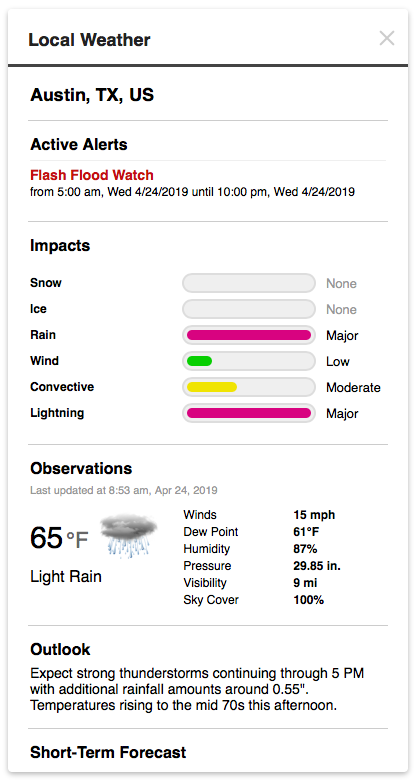 Local Weather
Austin, TX, US
Active Alerts
Flash Flood Watch
from 5:00 am, Wed 4/24/2019 until 10:00 pm, Wed 4/24/2019
Impacts
Snow None
Ice None
Rain Major
Wind Low
Convective Moderate
Lightning Major
Observations
Last updated at 8:53 am, Apr 24, 2019
65 °F
Light Rain
Winds 15 mph
Dew Point 61°F
Humidity 87%
Pressure 29.85 in.
Visibility 9 mi
Sky Cover 100%
Outlook
Expect strong thunderstorms continuing through 5 PM
with additional rainfall amounts around 0.55".
Temperatures rising to the mid 70s this afternoon.
Short-Term Forecast